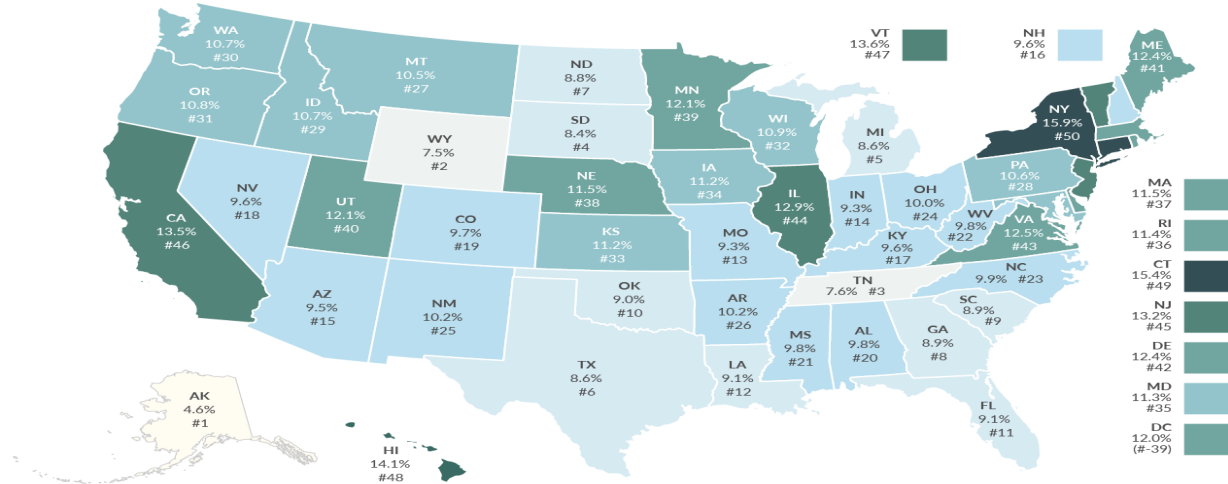 VT
13.6%
#47
NH
9.6%
#16
ME
12.4%
#41
WA
10.7%
#30
MT
10.5%
#27
ND
8.8%
#7
MN
12.1%
#39
OR
10.8%
#31
ID
10.7%
#29
WY
7.5%
#2
SD
8.4%
#4
WI
10.9%
#32
MI
8.6%
#5
NY
15.9%
#50
NV
9.6%
#18
UT
12.1%
#40
CO
9.7%
#19
NE
11.5%
#38
IA
11.2%
#34
IL
12.9%
#44
IN
9.3%
#14
OH
10.0%
#24
PA
10.6%
#28
CA
13.5%
#46
KS
11.2%
#33
MO
9.3%
#13
KY
9.6%
#17
WV
9.8%
#22
VA
12.5%
#43
MA
11.5%
#37
RI
11.4%
#36
CT
15.4%
#49
NJ
13.2%
#45
DE
12.4%
#42
MD
11.3%
#35
DC
12.0%
(#-39)
AZ
9.5%
#15
NM
10.2%
#25
OK
9.0%
#10
AR
10.2%
#26
TN
7.6% #3
NC
9.9% #23
SC
8.9%
#9
TX
8.6%
#6
LA
9.1%
#12
MS
9.8%
#21
AL
9.8%
#20
GA
8.9%
#8
FL
9.1%
#11
AK
4.6%
#1
HI
14.1%
#48